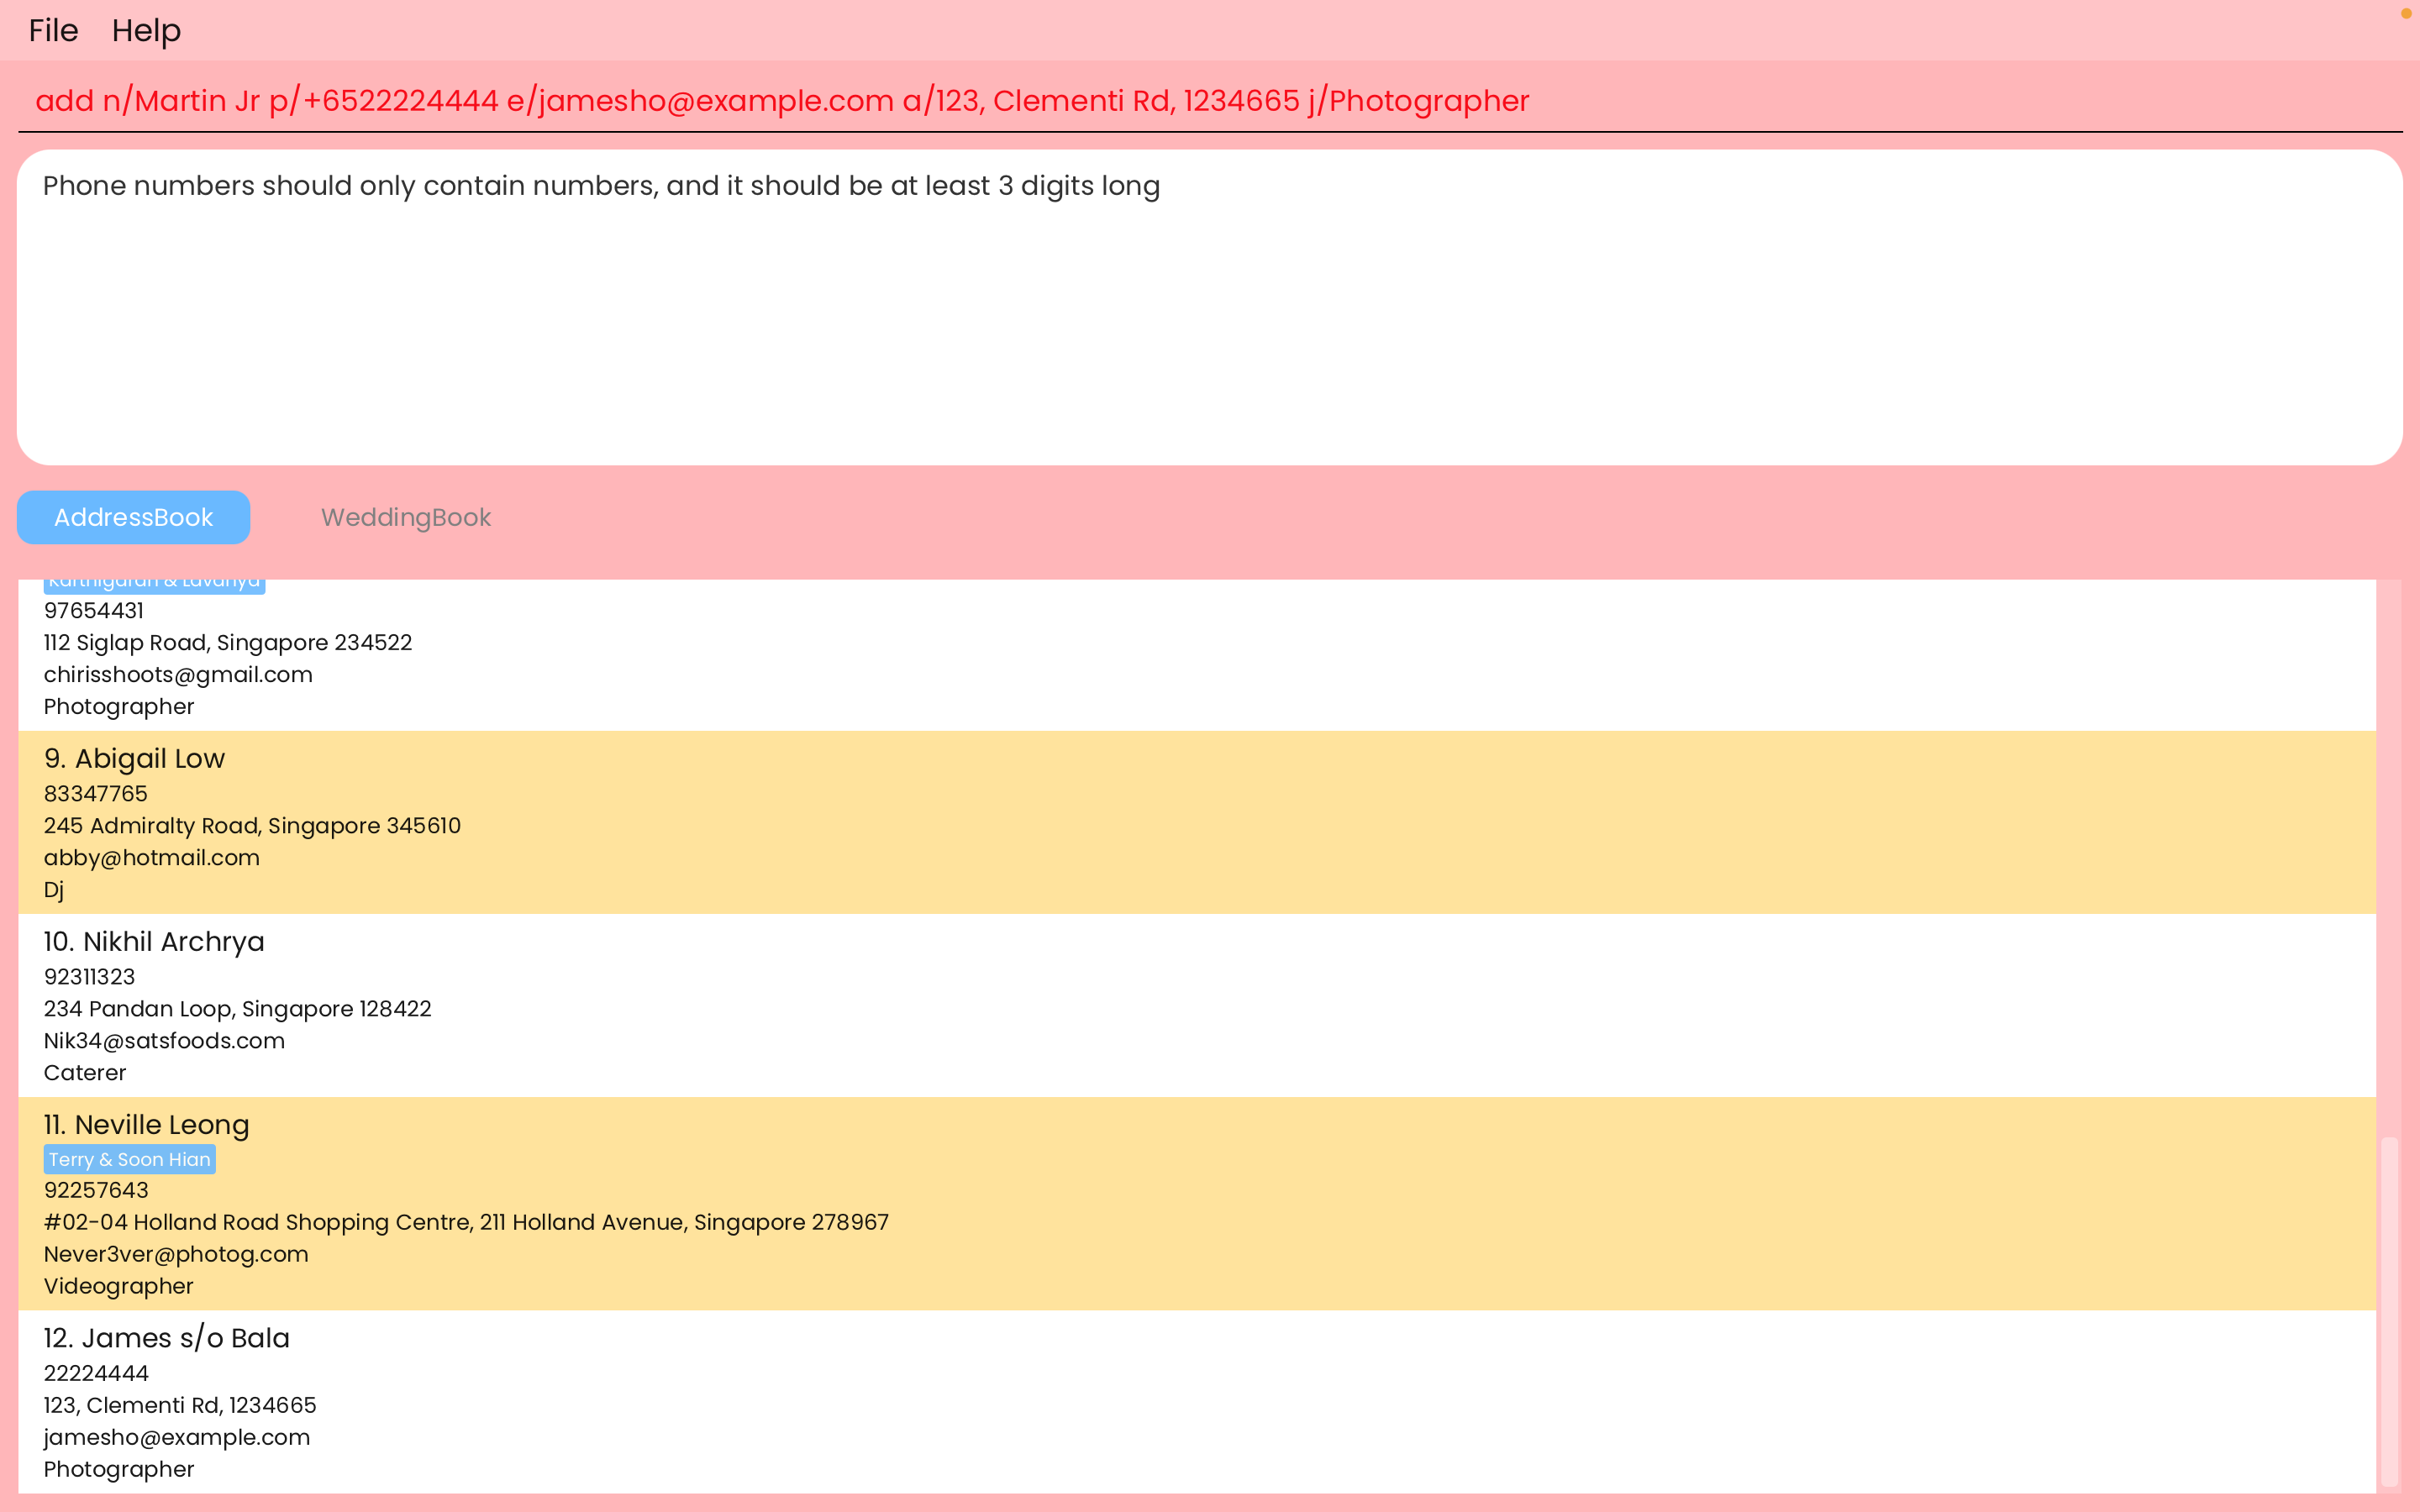 File Help
add n/Martin Jr p/+6522224444 e/jamesho@example.com a/123, Clementi Rd, 1234665 j/Photographer
Phone numbers should only contain numbers, and it should be at least 3 digits long
AddressBook WeddingBook
Karthigaran & Lavanya
97654431
112 Siglap Road, Singapore 234522
chirisshoots@gmail.com
Photographer
9. Abigail Low
83347765
245 Admiralty Road, Singapore 345610
abby@hotmail.com
Dj
10. Nikhil Archrya
92311323
234 Pandan Loop, Singapore 128422
Nik34@satsfoods.com
Caterer
11. Neville Leong
Terry & Soon Hian
92257643
#02-04 Holland Road Shopping Centre, 211 Holland Avenue, Singapore 278967
Never3ver@photog.com
Videographer
12. James s/o Bala
22224444
123, Clementi Rd, 1234665
jamesho@example.com
Photographer